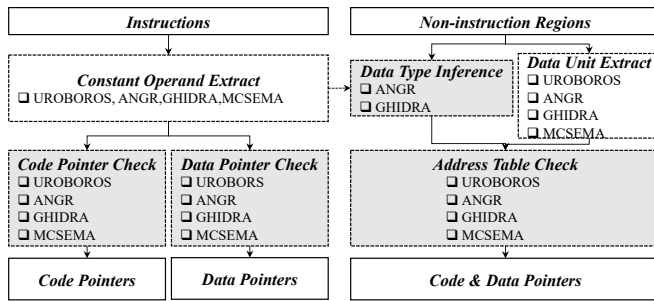 Instructions
Constant Operand Extract
❑ UROBOROS, ANGR,GHIDRA,MCSEMA
Code Pointer Check
❑ UROBOROS
❑ ANGR
❑ GHIDRA
❑ MCSEMA
Data Pointer Check
❑ UROBORS
❑ ANGR
❑ GHIDRA
❑ MCSEMA
Code Pointers
Data Pointers
Non-instruction Regions
Data Type Inference
❑ ANGR
❑ GHIDRA
Data Unit Extract
❑ UROBOROS
❑ ANGR
❑ GHIDRA
❑ MCSEMA
Address Table Check
❑ UROBOROS
❑ ANGR
❑ GHIDRA
❑ MCSEMA
Code & Data Pointers